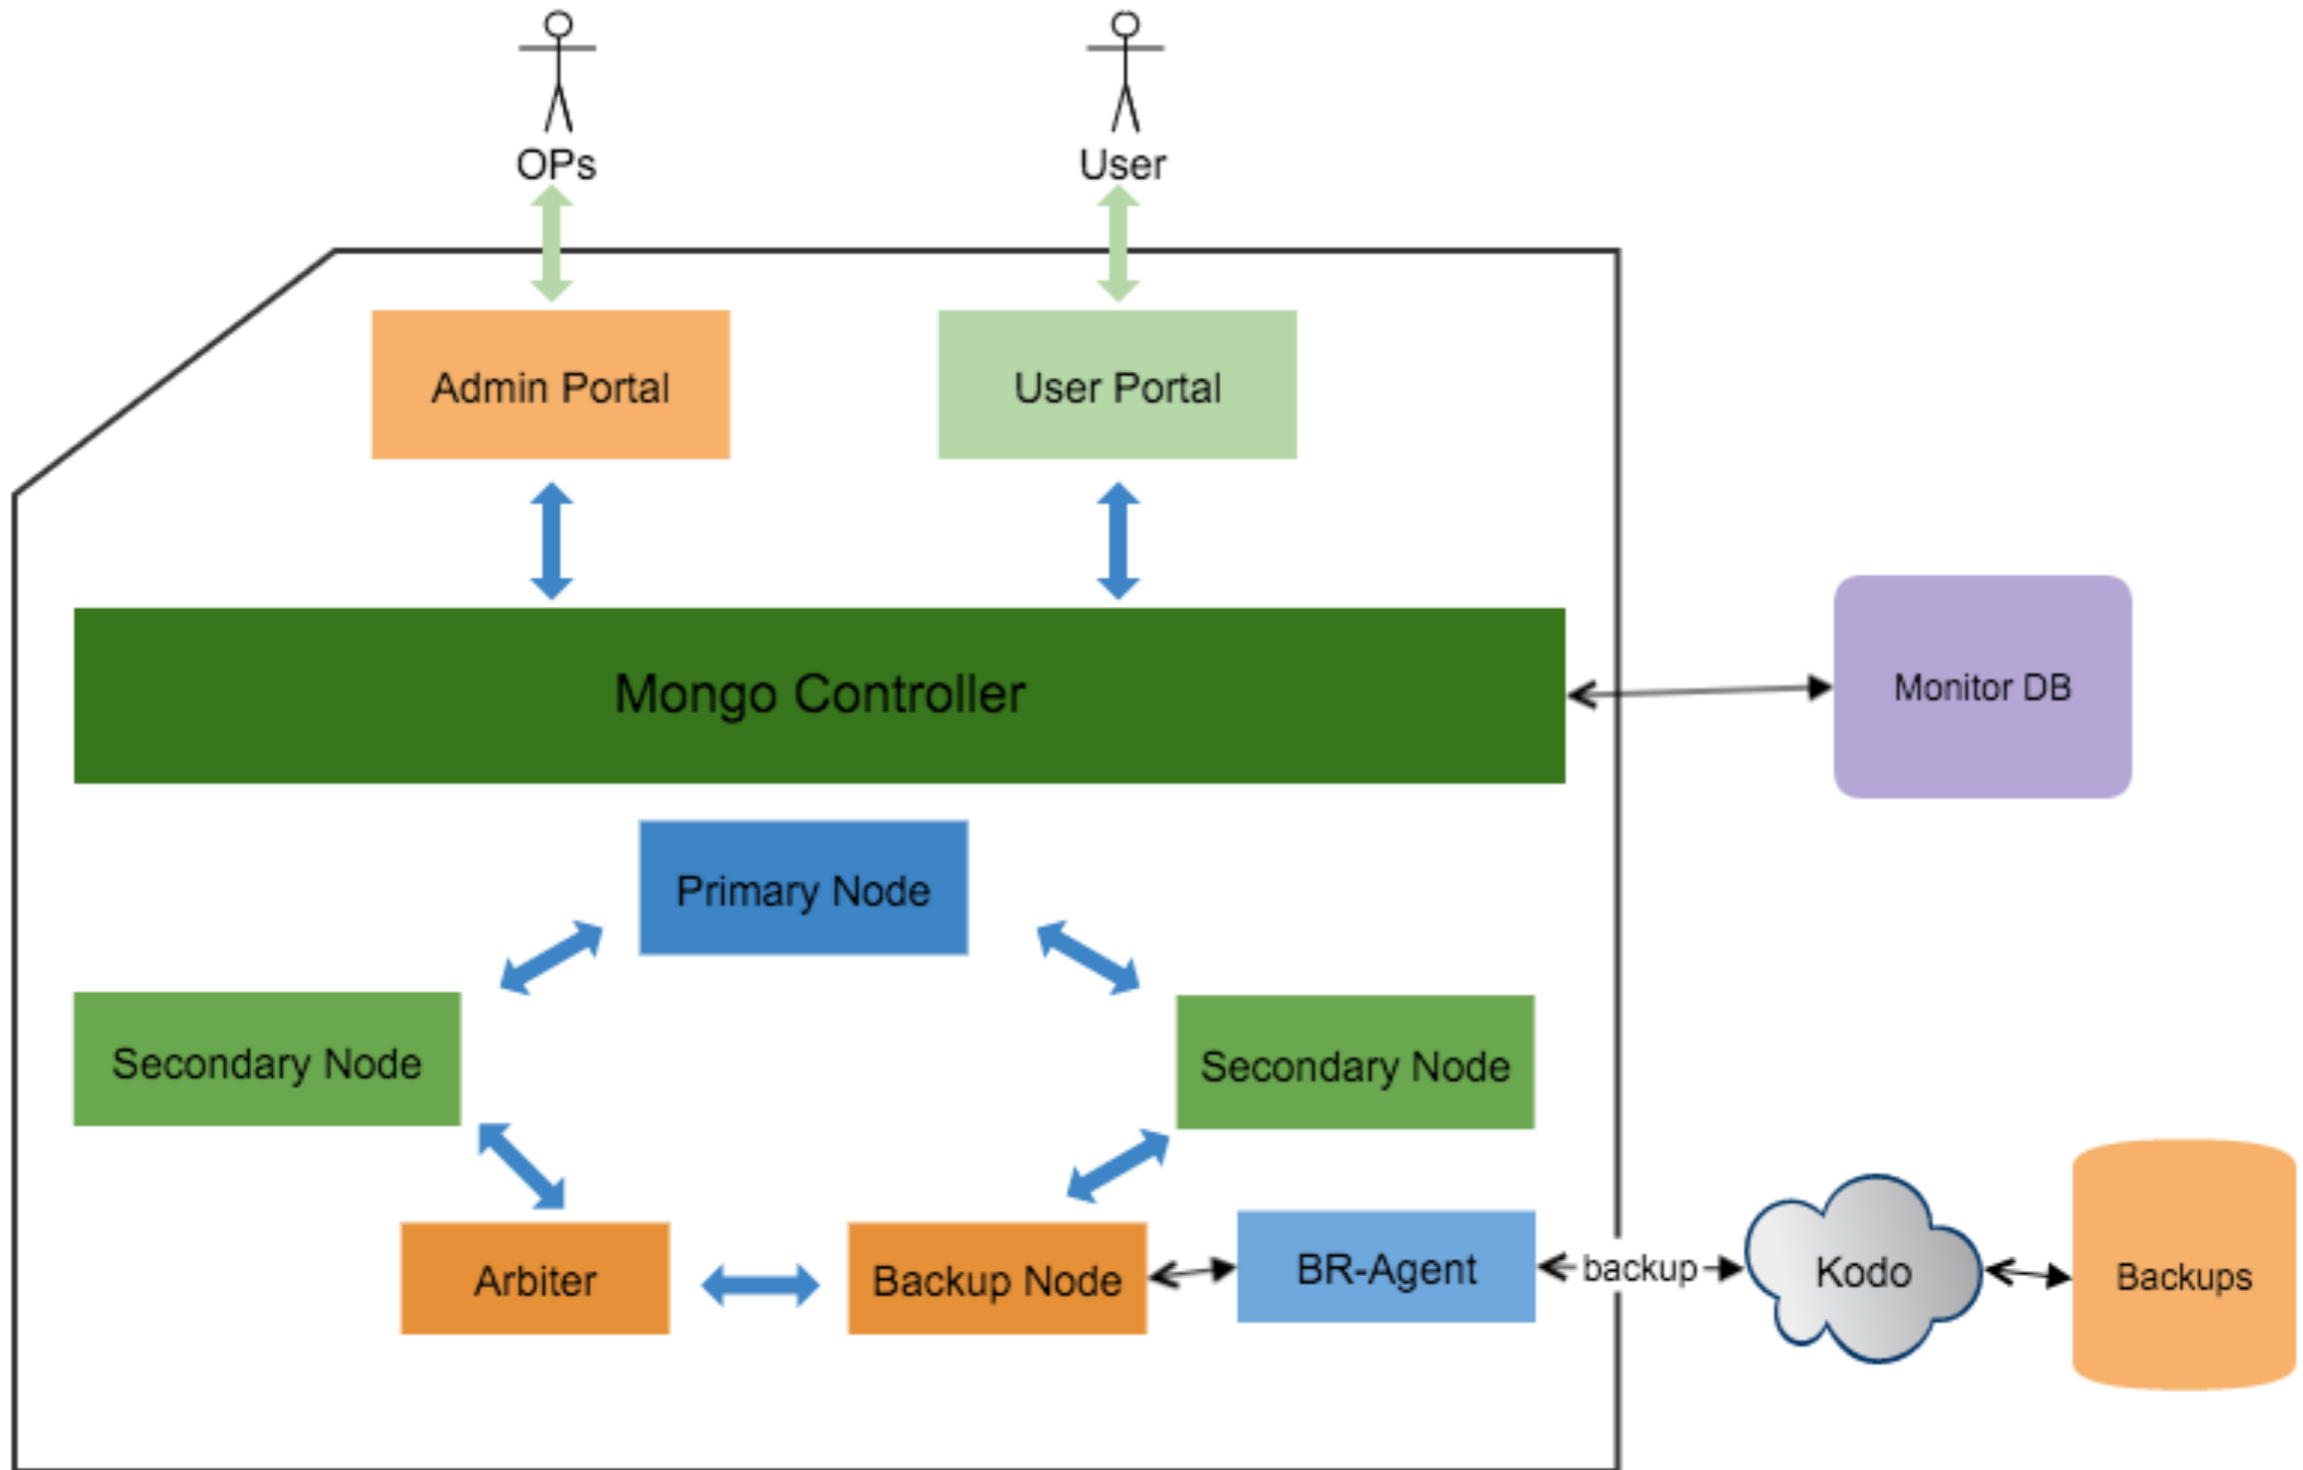 OPs
User
Admin Portal
User Portal
Mongo Controller
Monitor DB
Primary Node
Secondary Node
Secondary Node
Arbiter
Backup Node
BR-Agent
backup
Kodo
Backups